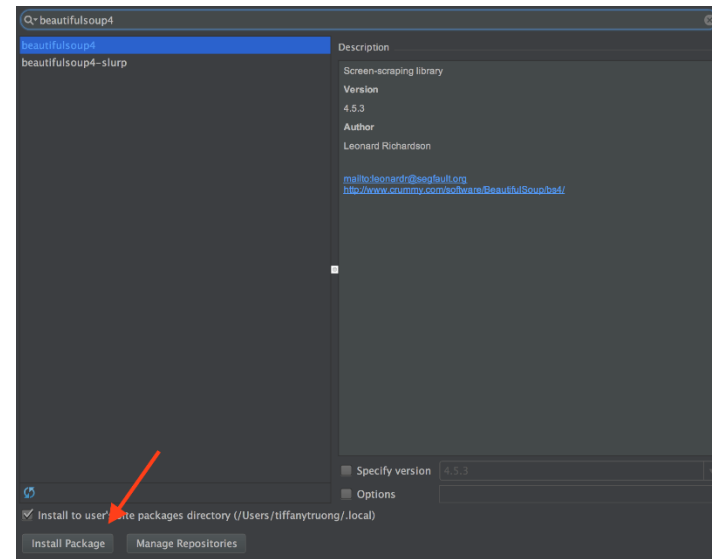 beautifulsoup4
beautifulsoup4
beautifulsoup4-slurp
Description
Screen-scraping library
Version
4.5.3
Author
Leonard Richardson
mailto:leonardr@segfault.org
http://www.crummy.com/software/BeautifulSoup/bs4/
Specify version 4.5.3
Options
Install to user's site packages directory (/Users/tiffanytruong/.local)
Install Package Manage Repositories